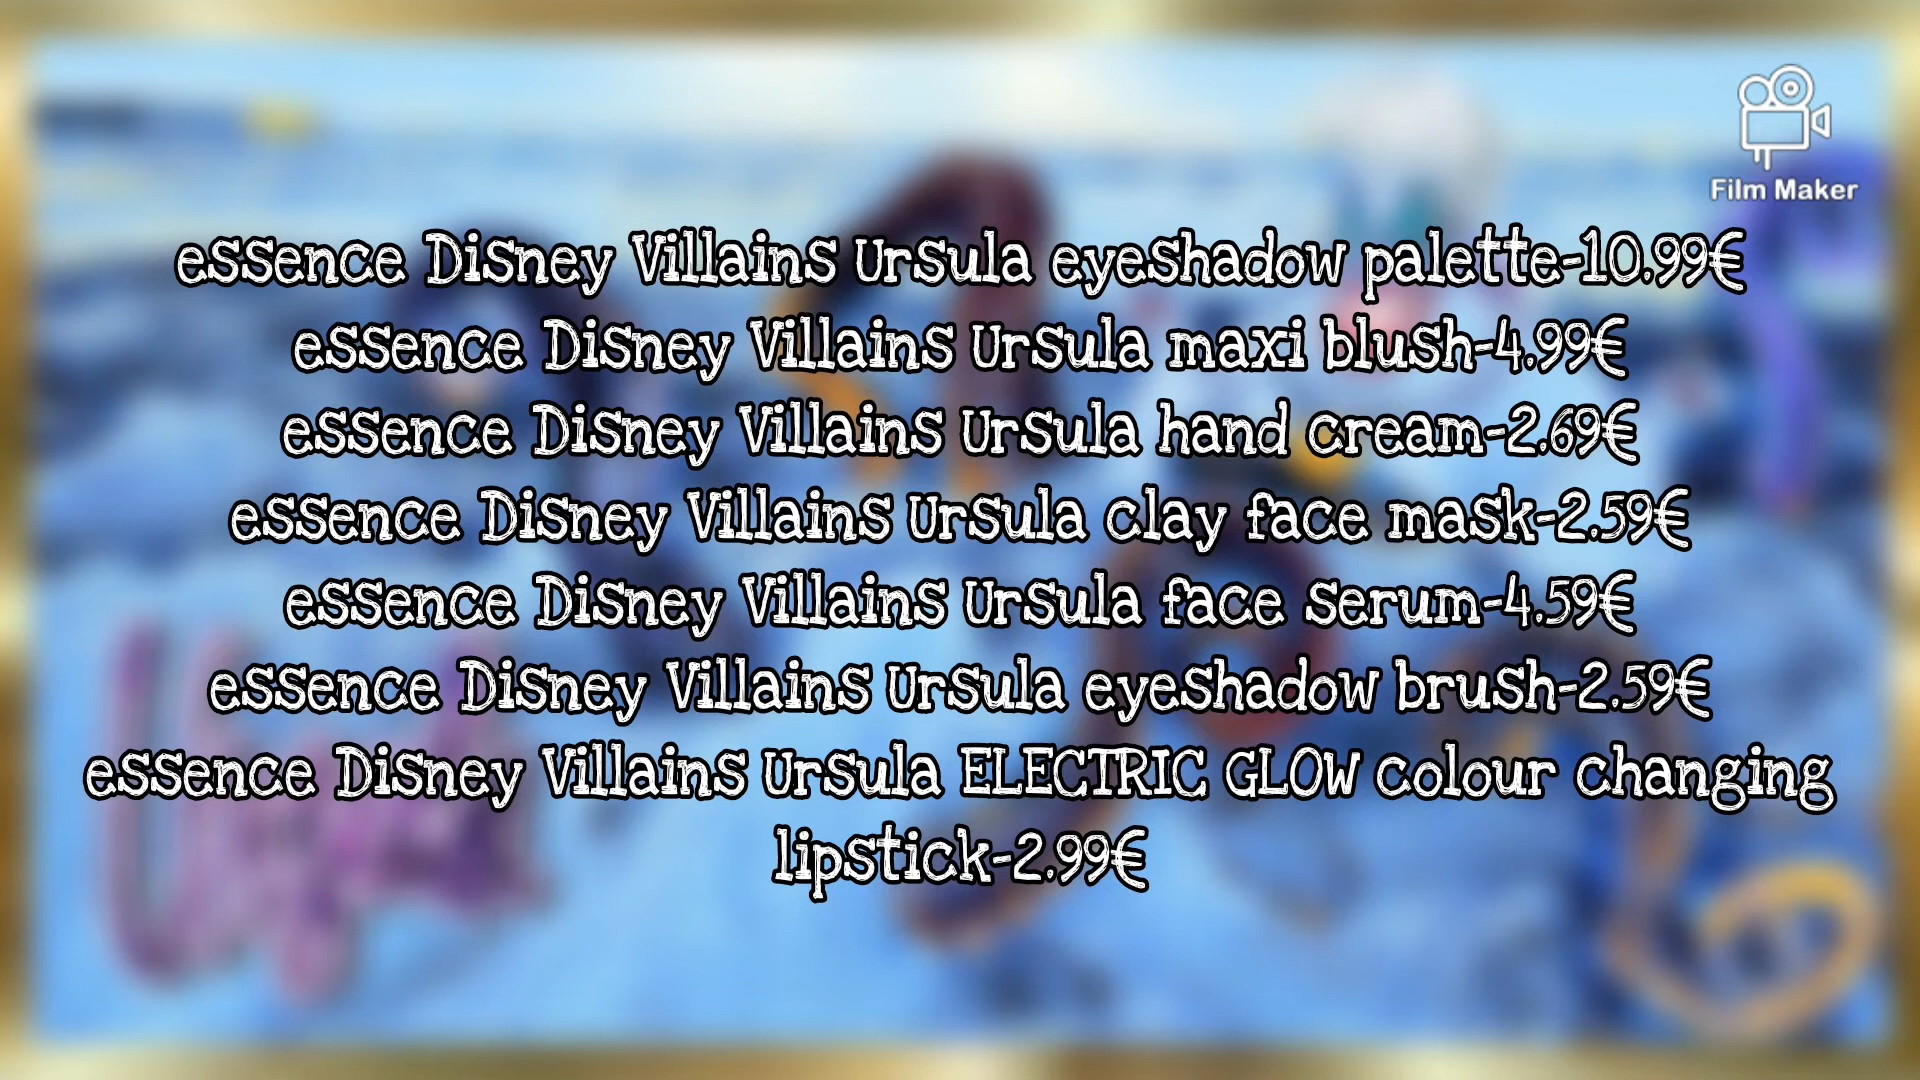 Film Maker
essence Disney Villains Ursula eyeshadow palette-10.99€
essence Disney Villains Ursula maxi blush-4.99€
essence Disney Villains Ursula hand cream-2.69€
essence Disney Villains Ursula clay face mask-2.59€
essence Disney Villains Ursula face serum-4.59€
essence Disney Villains Ursula eyeshadow brush-2.59€
essence Disney Villains Ursula ELECTRIC GLOW colour changing
lipstick-2.99€